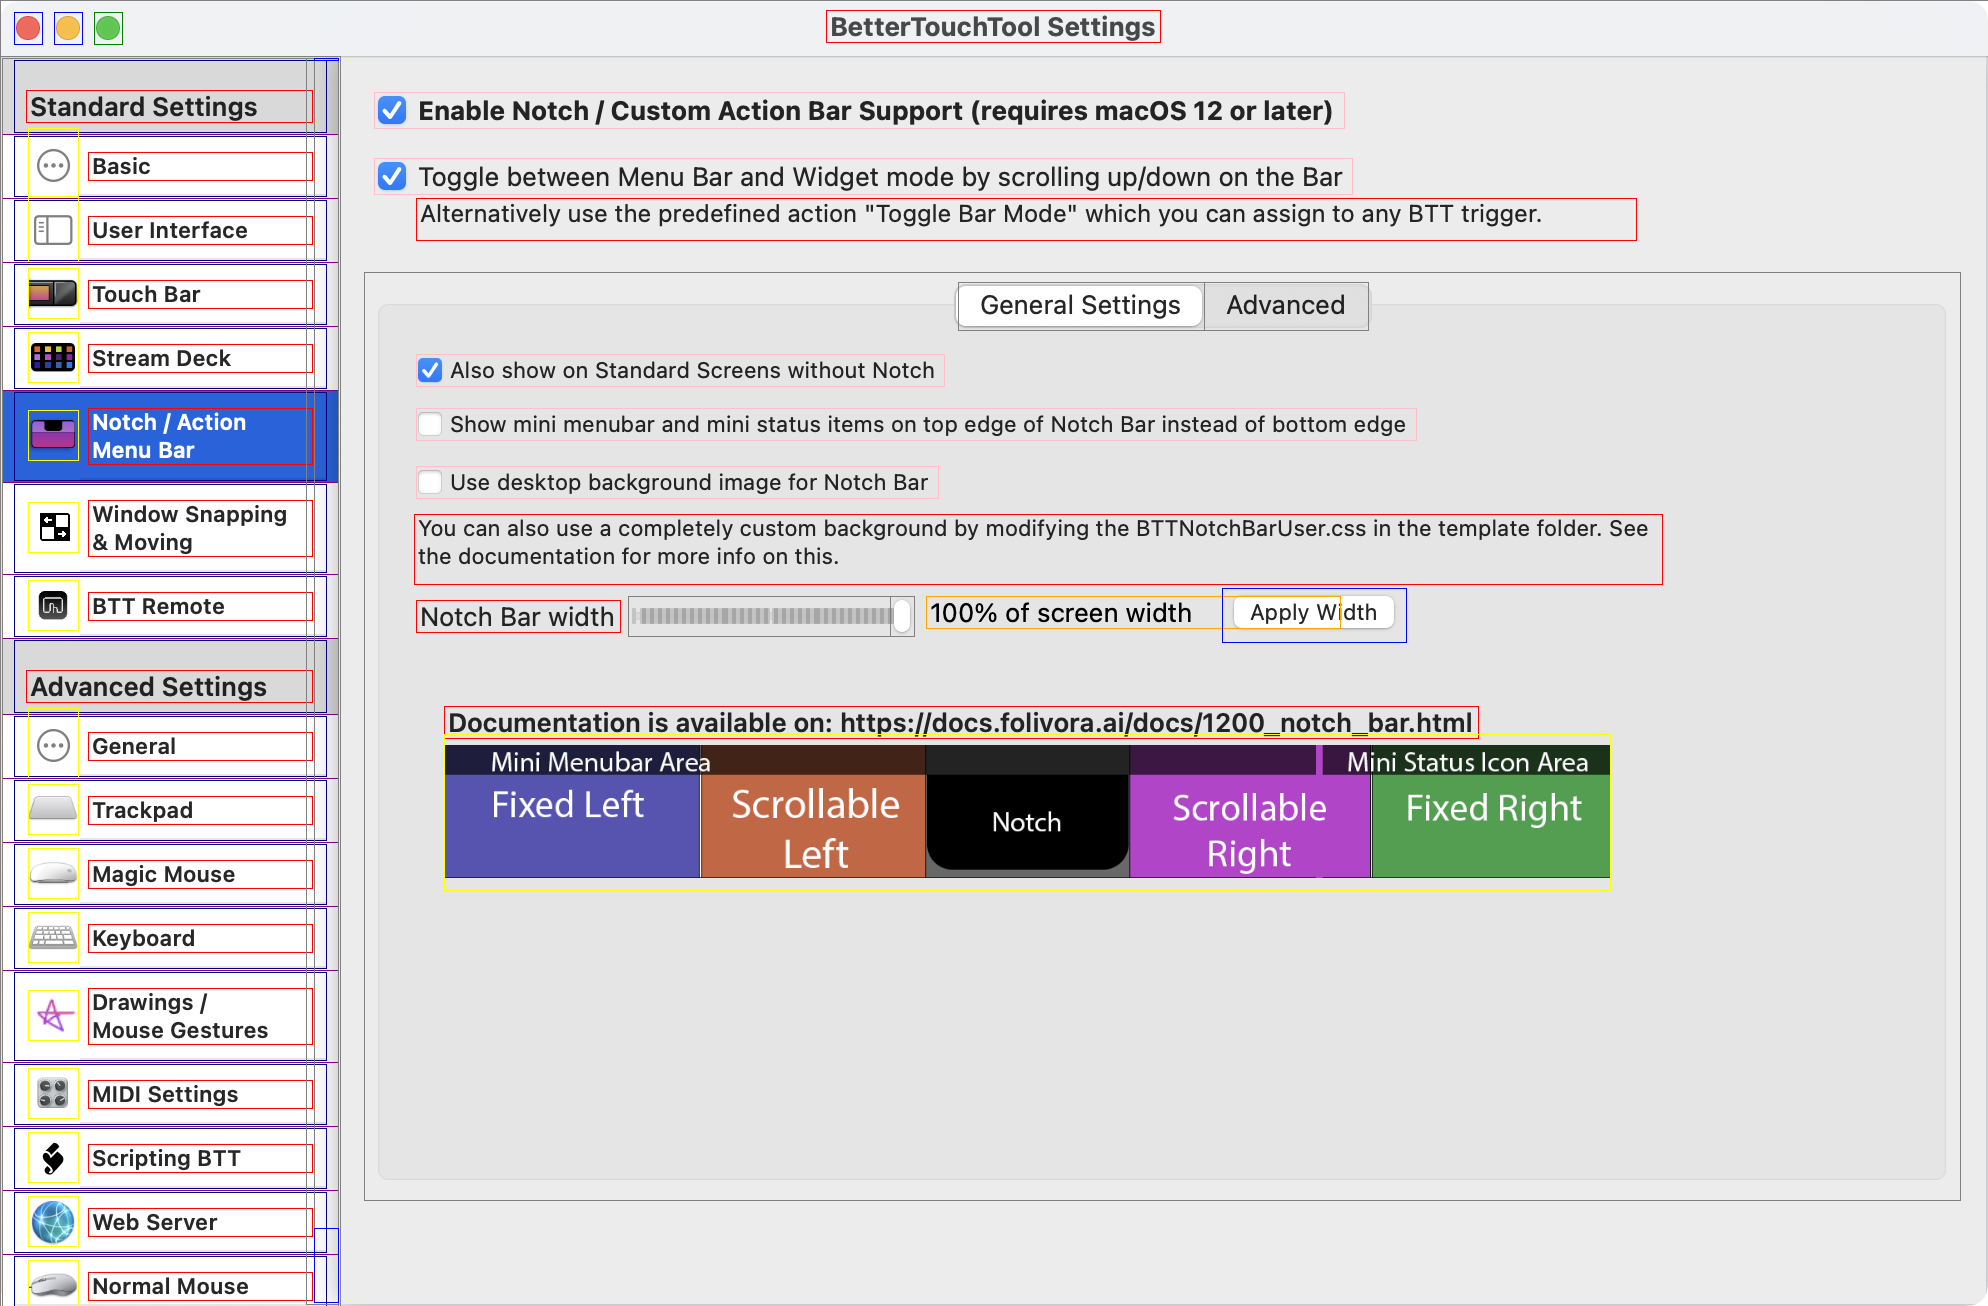 BetterTouchTool Settings
Standard Settings
Basic
User Interface
Touch Bar
Stream Deck
Notch / Action
Menu Bar
Window Snapping
& Moving
BTT Remote
Advanced Settings
General
Trackpad
Magic Mouse
Keyboard
Drawings /
Mouse Gestures
MIDI Settings
Scripting BTT
Web Server
Normal Mouse
Enable Notch / Custom Action Bar Support (requires macOS 12 or later)
Toggle between Menu Bar and Widget mode by scrolling up/down on the Bar
Alternatively use the predefined action "Toggle Bar Mode" which you can assign to any BTT trigger.
General Settings
Advanced
Also show on Standard Screens without Notch
Show mini menubar and mini status items on top edge of Notch Bar instead of bottom edge
Use desktop background image for Notch Bar
You can also use a completely custom background by modifying the BTTNotchBarUser.css in the template folder. See
the documentation for more info on this.
Notch Bar width
100% of screen width
Apply Width
Documentation is available on: https://docs.folivora.ai/docs/1200_notch_bar.html
Mini Menubar Area
Mini Status Icon Area
Fixed Left
Scrollable
Left
Notch
Scrollable
Right
Fixed Right